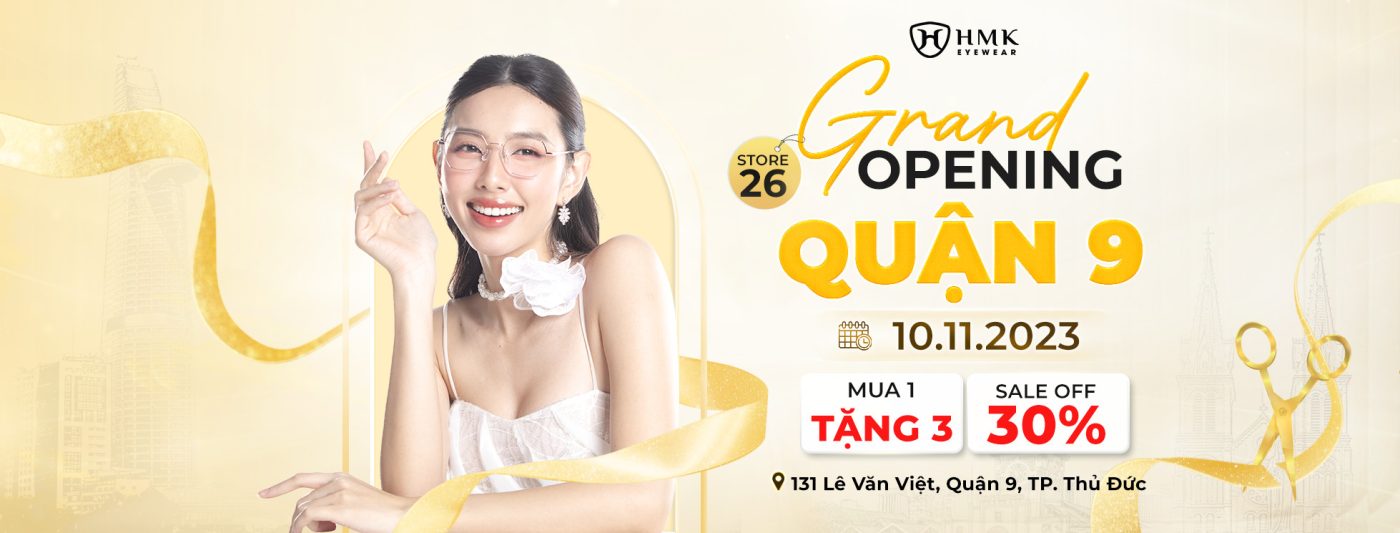 HMK
EYEWEAR
Grand
OPENING
STORE
26
QUẬN 9
10.11.2023
MUA 1
TẶNG 3
SALE OFF
30%
131 Lê Văn Việt, Quận 9, TP. Thủ Đức